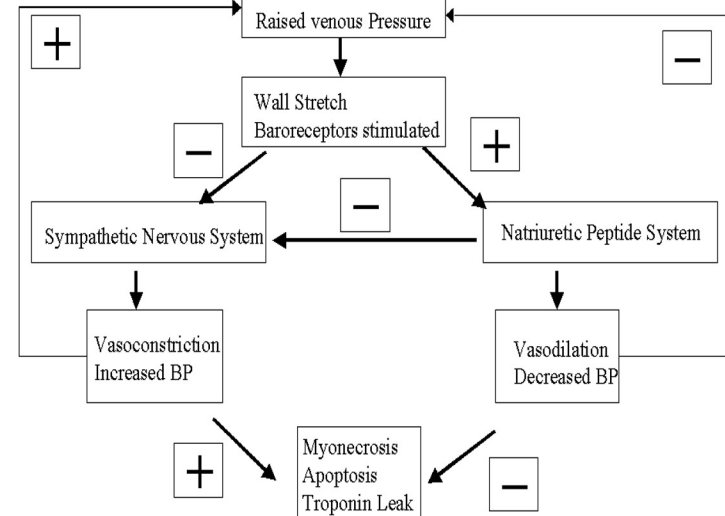 Raised venous Pressure
+
−
Wall Stretch
Baroreceptors stimulated
−
+
−
Sympathetic Nervous System
Natriuretic Peptide System
Vasoconstriction
Increased BP
Vasodilation
Decreased BP
Myonecrosis
Apoptosis
Troponin Leak
+
−